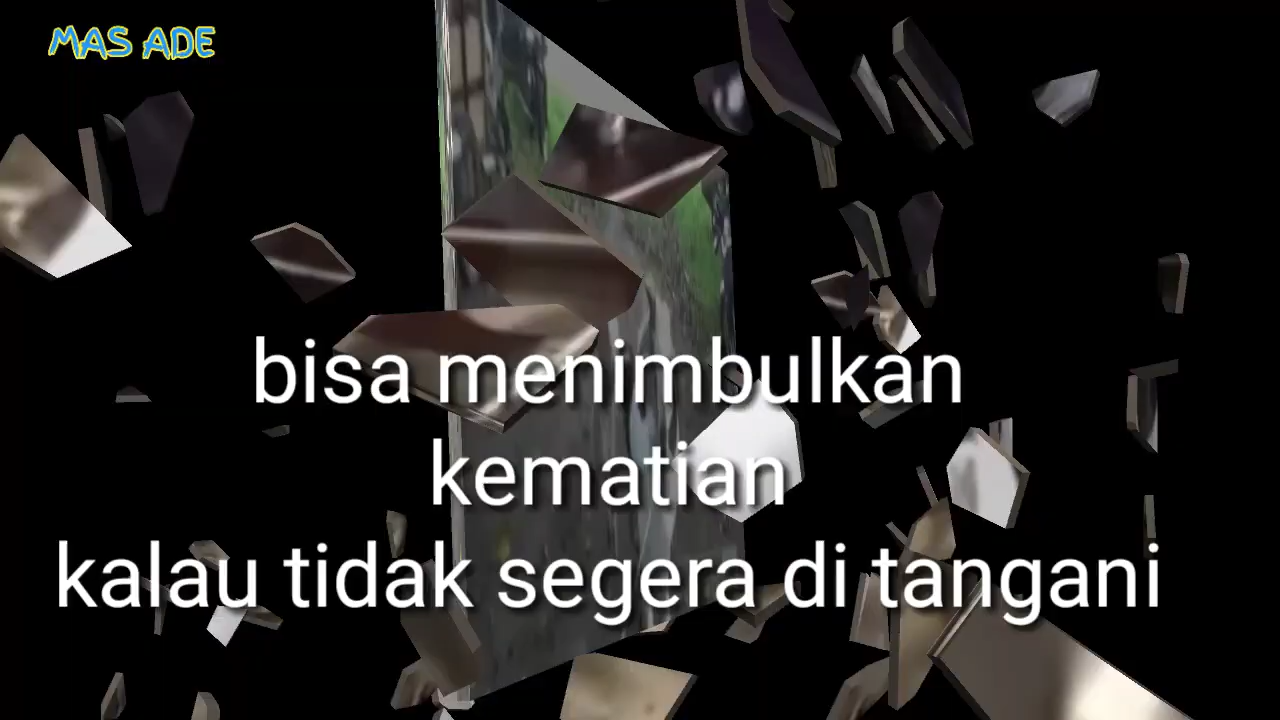 MAS ADE
bisa menimbulkan
kematian
kalau tidak segera di tangani